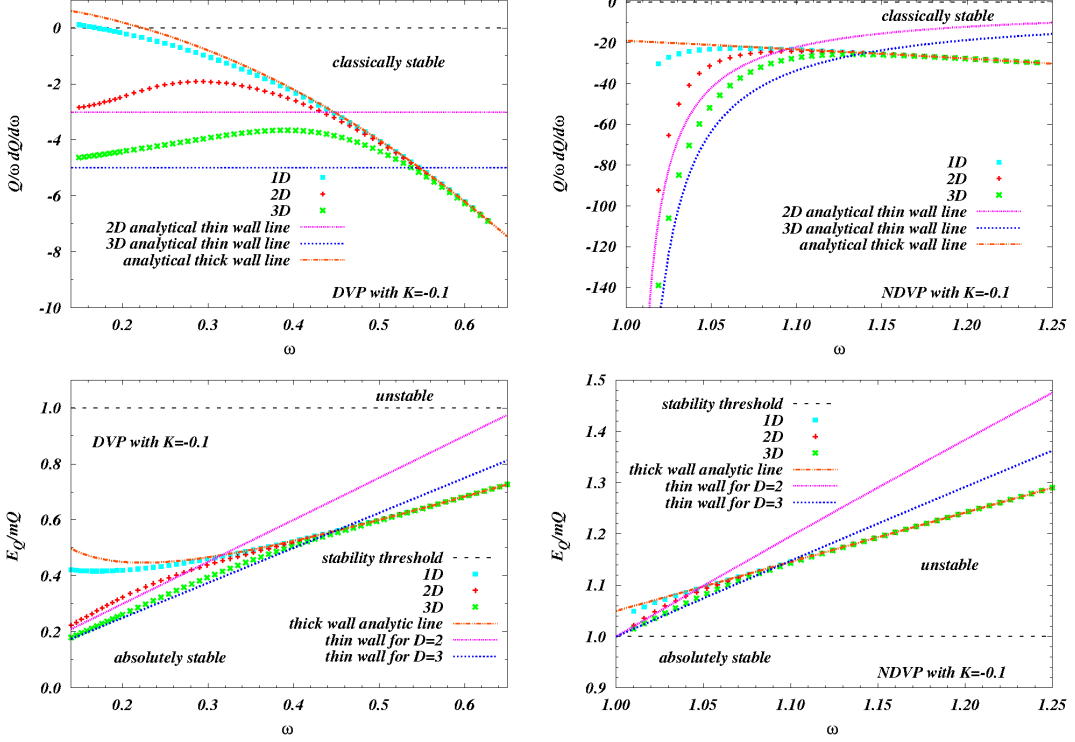 0
-2
-4
-6
-8
-10
Q/ω dQ/dω
classically stable
1D
2D
3D
2D analytical thin wall line
3D analytical thin wall line
analytical thick wall line
DVP with K=-0.1
0.2
0.3
0.4
0.5
0.6
ω
0
-20
-40
-60
-80
-100
-120
-140
Q/ω dQ/dω
classically stable
1D
2D
3D
2D analytical thin wall line
3D analytical thin wall line
analytical thick wall line
NDVP with K=-0.1
1.00
1.05
1.10
1.15
1.20
1.25
ω
1.0
0.8
0.6
0.4
0.2
0.0
E_Q/mQ
unstable
DVP with K=-0.1
stability threshold
1D
2D
3D
thick wall analytic line
thin wall for D=2
thin wall for D=3
absolutely stable
0.2
0.3
0.4
0.5
0.6
ω
1.5
1.4
1.3
1.2
1.1
1.0
0.9
E_Q/mQ
stability threshold
1D
2D
3D
thick wall analytic line
thin wall for D=2
thin wall for D=3
unstable
absolutely stable
NDVP with K=-0.1
1.00
1.05
1.10
1.15
1.20
1.25
ω